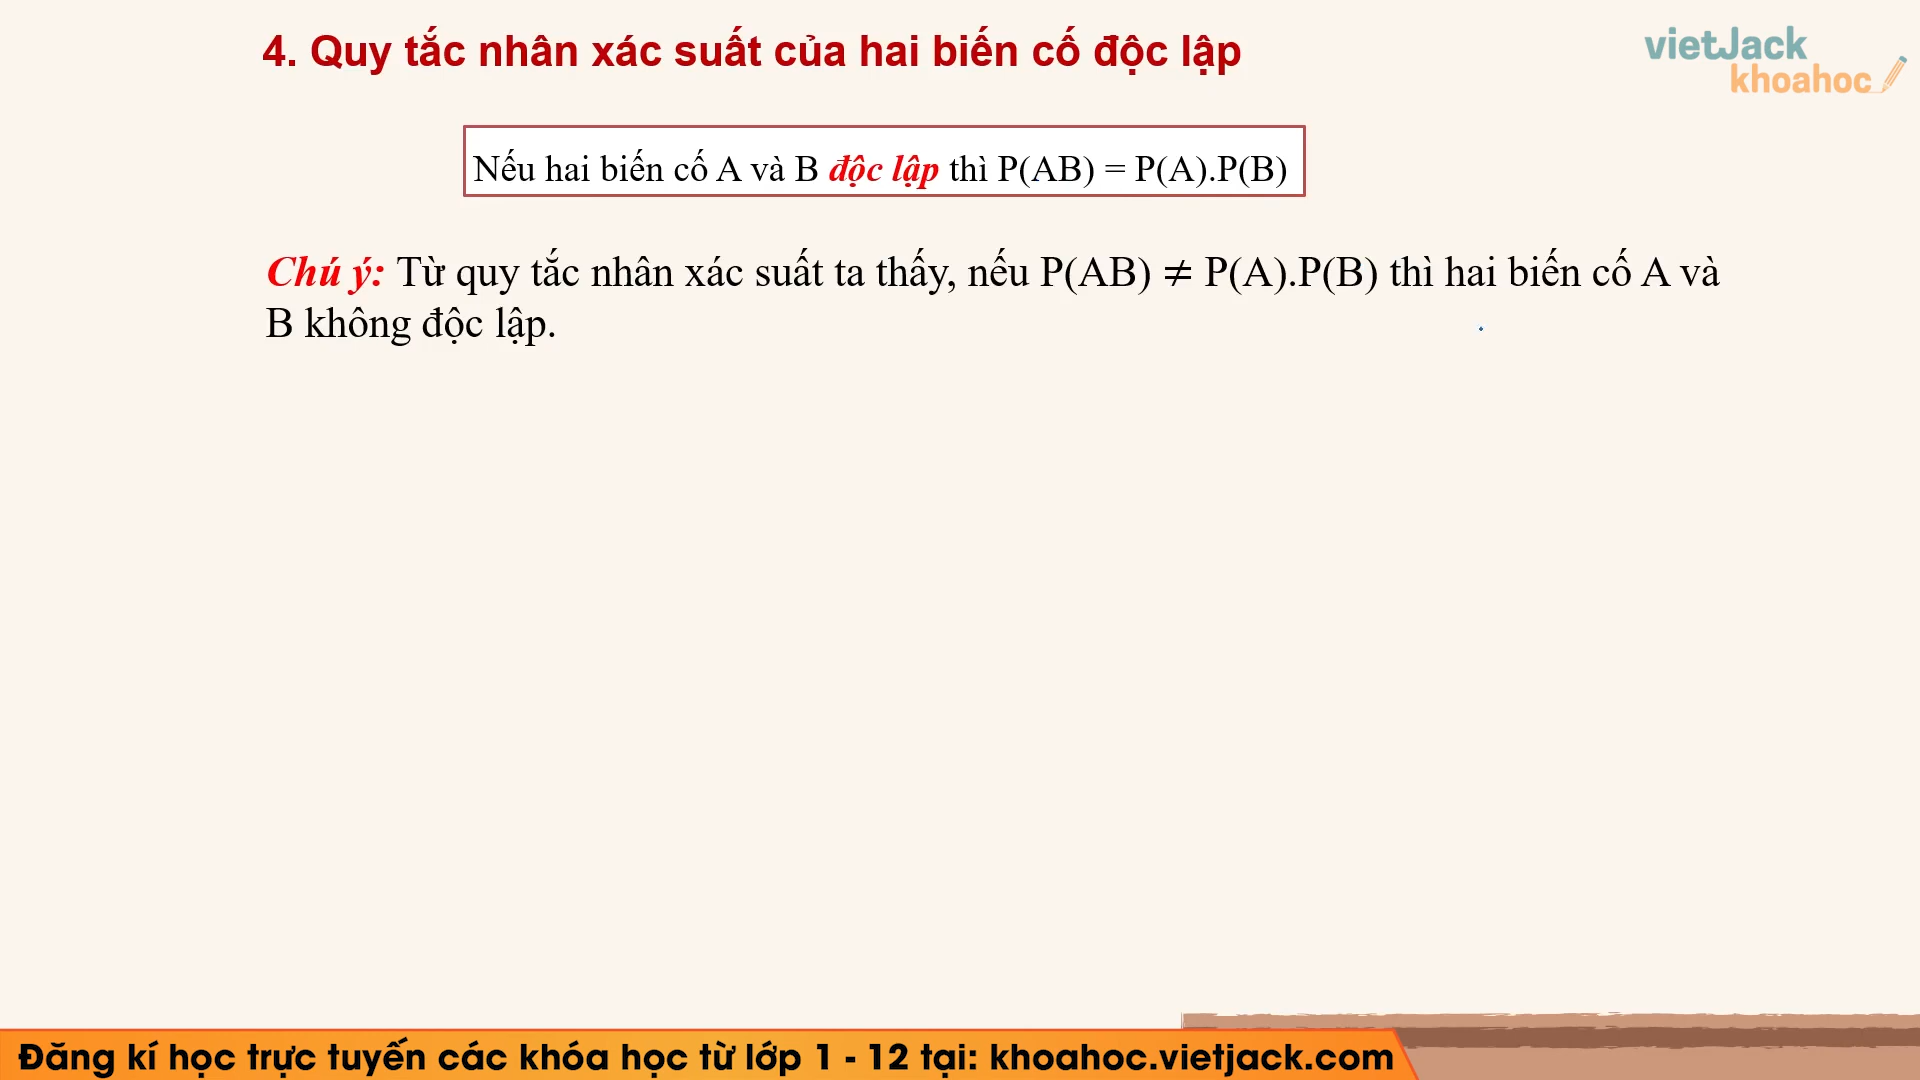 4. Quy tắc nhân xác suất của hai biến cố độc lập
vietJack
khoahoc
Nếu hai biến cố A và B độc lập thì P(AB) = P(A).P(B)
Chú ý: Từ quy tắc nhân xác suất ta thấy, nếu P(AB) ≠ P(A).P(B) thì hai biến cố A và
B không độc lập.
Đăng kí học trực tuyến các khóa học từ lớp 1 - 12 tại: khoahoc.vietjack.com